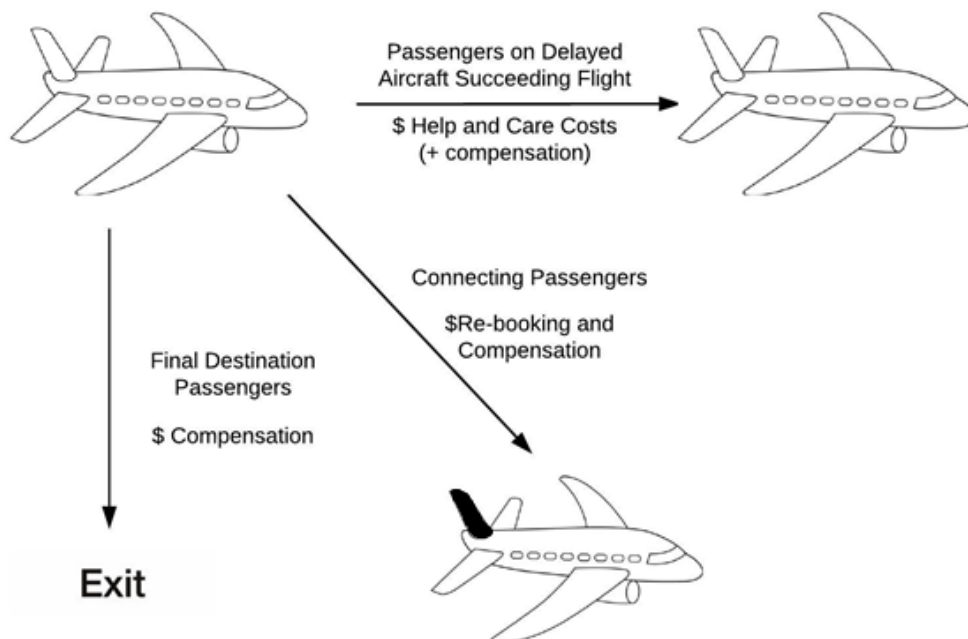 Passengers on Delayed
Aircraft Succeeding Flight
$ Help and Care Costs
(+ compensation)
Connecting Passengers
$Re-booking and
Compensation
Final Destination
Passengers
$ Compensation
Exit